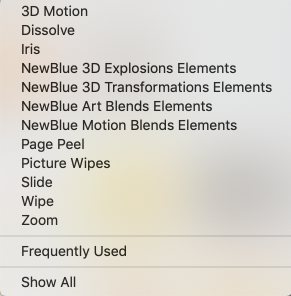 3D Motion
Dissolve
Iris
NewBlue 3D Explosions Elements
NewBlue 3D Transformations Elements
NewBlue Art Blends Elements
NewBlue Motion Blends Elements
Page Peel
Picture Wipes
Slide
Wipe
Zoom
Frequently Used
Show All